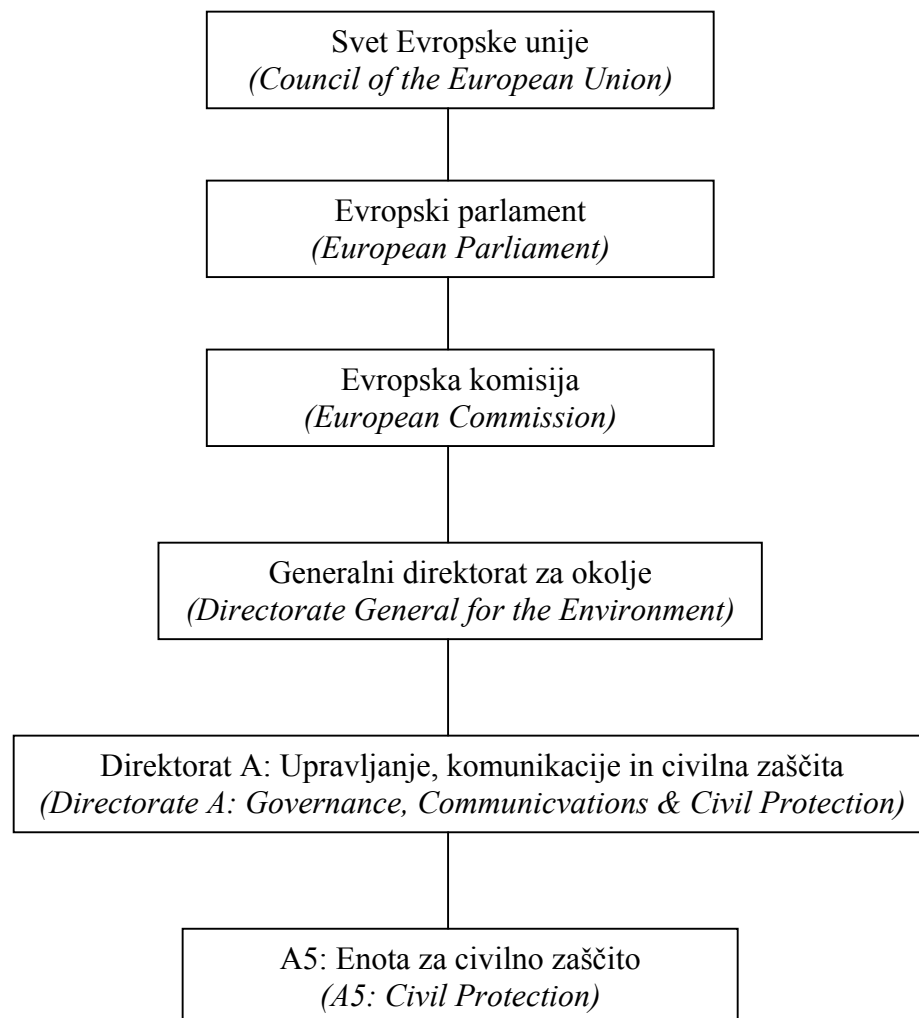 Svet Evropske unije
(Council of the European Union)
Evropski parlament
(European Parliament)
Evropska komisija
(European Commission)
Generalni direktorat za okolje
(Directorate General for the Environment)
Direktorat A: Upravljanje, komunikacije in civilna zaščita
(Directorate A: Governance, Communicvations & Civil Protection)
A5: Enota za civilno zaščito
(A5: Civil Protection)